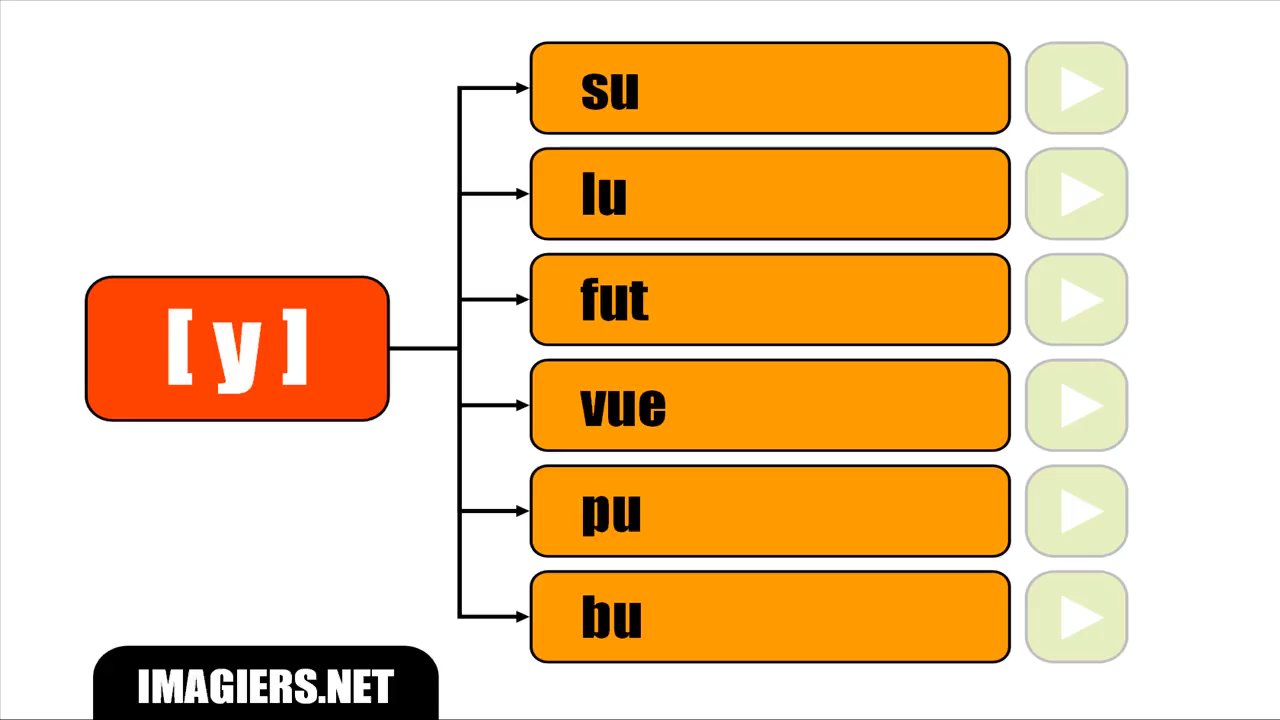 [ y ]
su
lu
fut
vue
pu
bu
IMAGIERS.NET